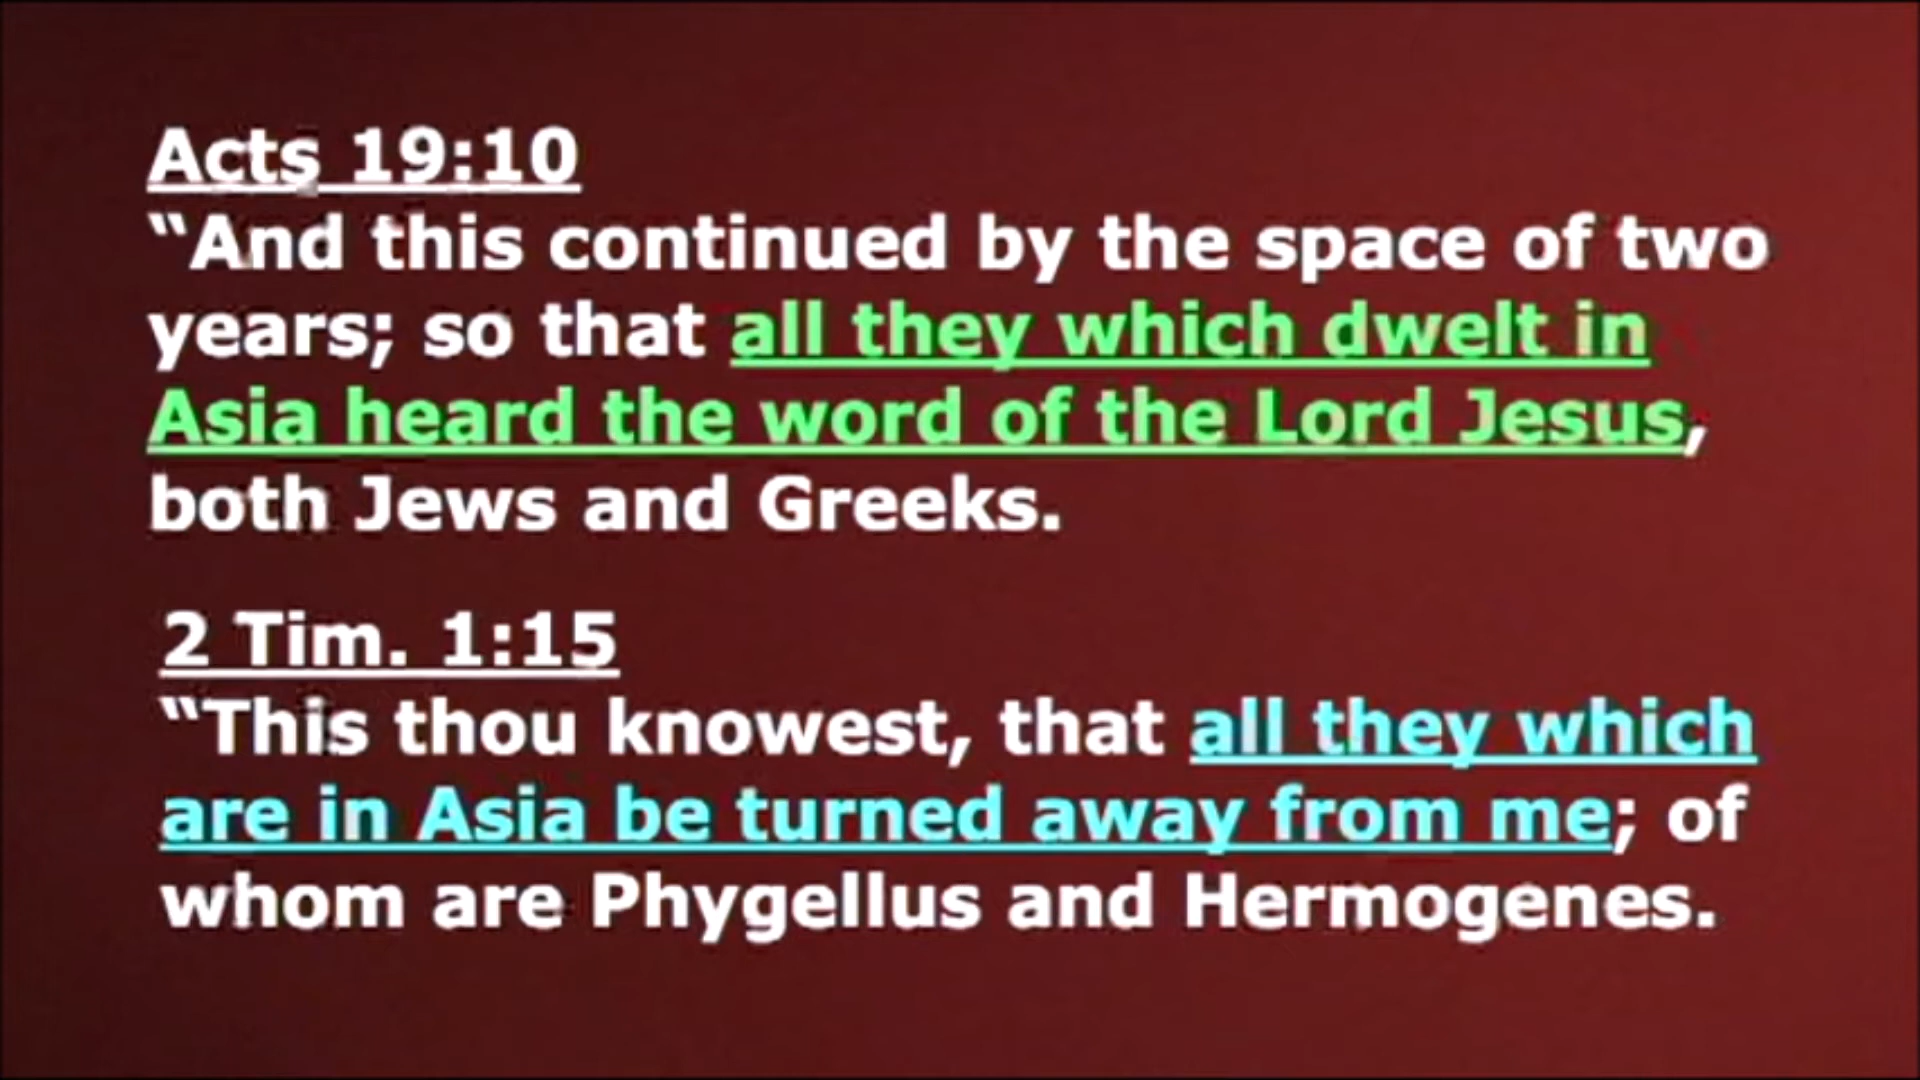 Acts 19:10
“And this continued by the space of two
years; so that all they which dwelt in
Asia heard the word of the Lord Jesus,
both Jews and Greeks.
2 Tim. 1:15
“This thou knowest, that all they which
are in Asia be turned away from me; of
whom are Phygellus and Hermogenes.